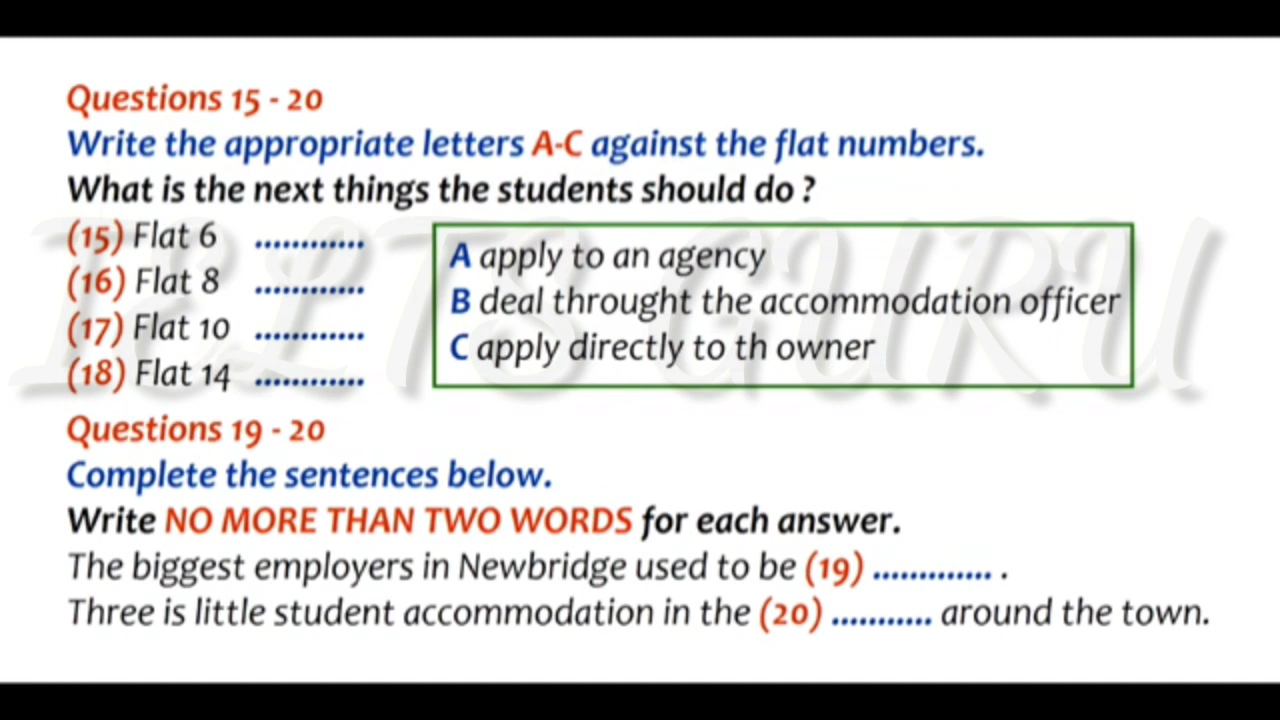 Questions 15 - 20
Write the appropriate letters A-C against the flat numbers.
What is the next things the students should do ?
(15) Flat 6 ............
(16) Flat 8 ............
(17) Flat 10 ............
(18) Flat 14 ............
A apply to an agency
B deal throught the accommodation officer
C apply directly to th owner
Questions 19 - 20
Complete the sentences below.
Write NO MORE THAN TWO WORDS for each answer.
The biggest employers in Newbridge used to be (19) ............. .
Three is little student accommodation in the (20) ........... around the town.
IELTS GURU